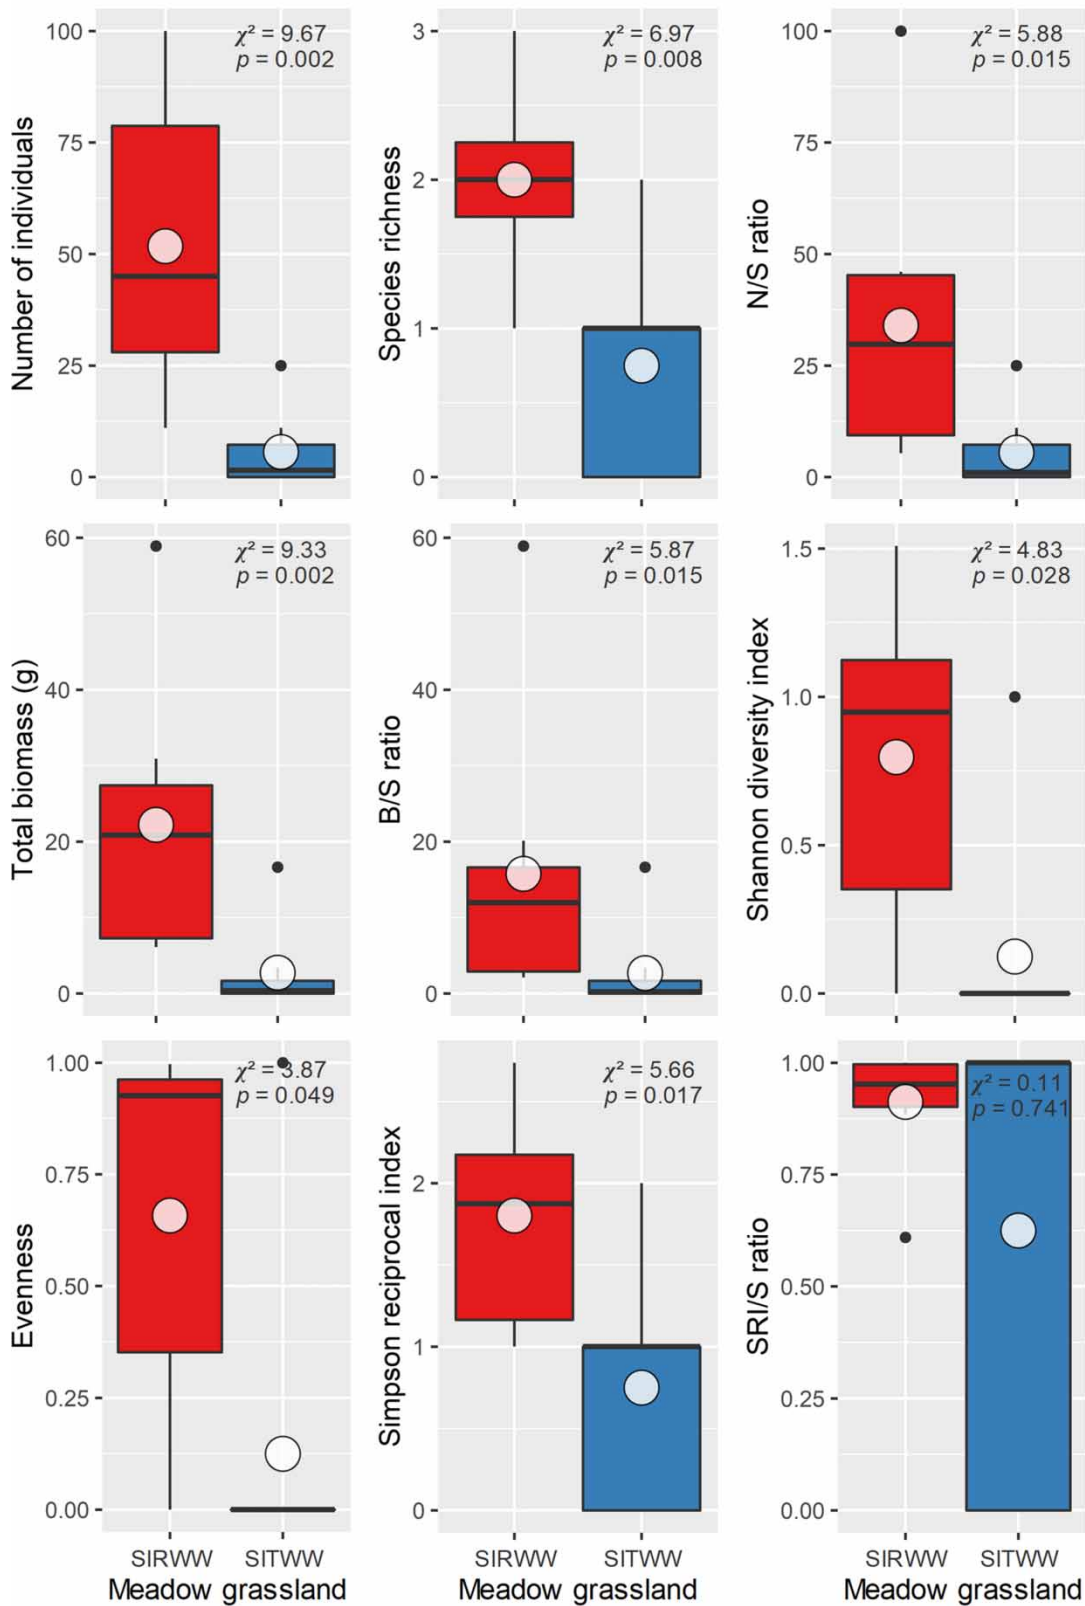 Number of individuals
100
75
50
25
0
χ² = 9.67
p = 0.002
Species richness
3
2
1
0
χ² = 6.97
p = 0.008
N/S ratio
100
75
50
25
0
χ² = 5.88
p = 0.015
Total biomass (g)
60
40
20
0
χ² = 9.33
p = 0.002
B/S ratio
60
40
20
0
χ² = 5.87
p = 0.015
Shannon diversity index
1.5
1.0
0.5
0.0
χ² = 4.83
p = 0.028
Evenness
1.00
0.75
0.50
0.25
0.00
χ² = 3.87
p = 0.049
SIRWW SITWW
Meadow grassland
Simpson reciprocal index
2
1
0
χ² = 5.66
p = 0.017
SIRWW SITWW
Meadow grassland
SRI/S ratio
1.00
0.75
0.50
0.25
0.00
χ² = 0.11
p = 0.741
SIRWW SITWW
Meadow grassland